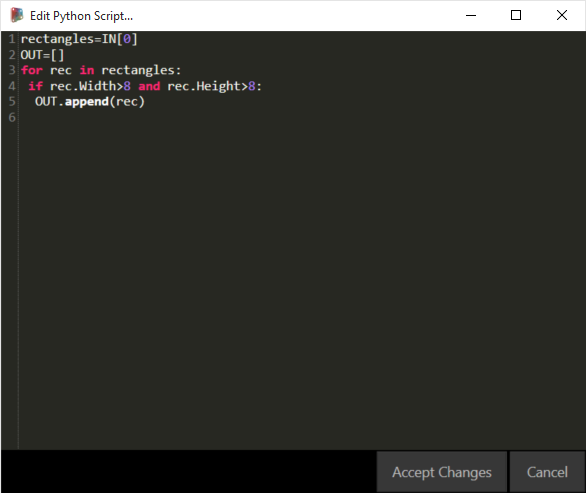 Edit Python Script...
1 rectangles=IN[0]
2 OUT=[]
3 for rec in rectangles:
4  if rec.Width>8 and rec.Height>8:
5   OUT.append(rec)
6
Accept Changes
Cancel